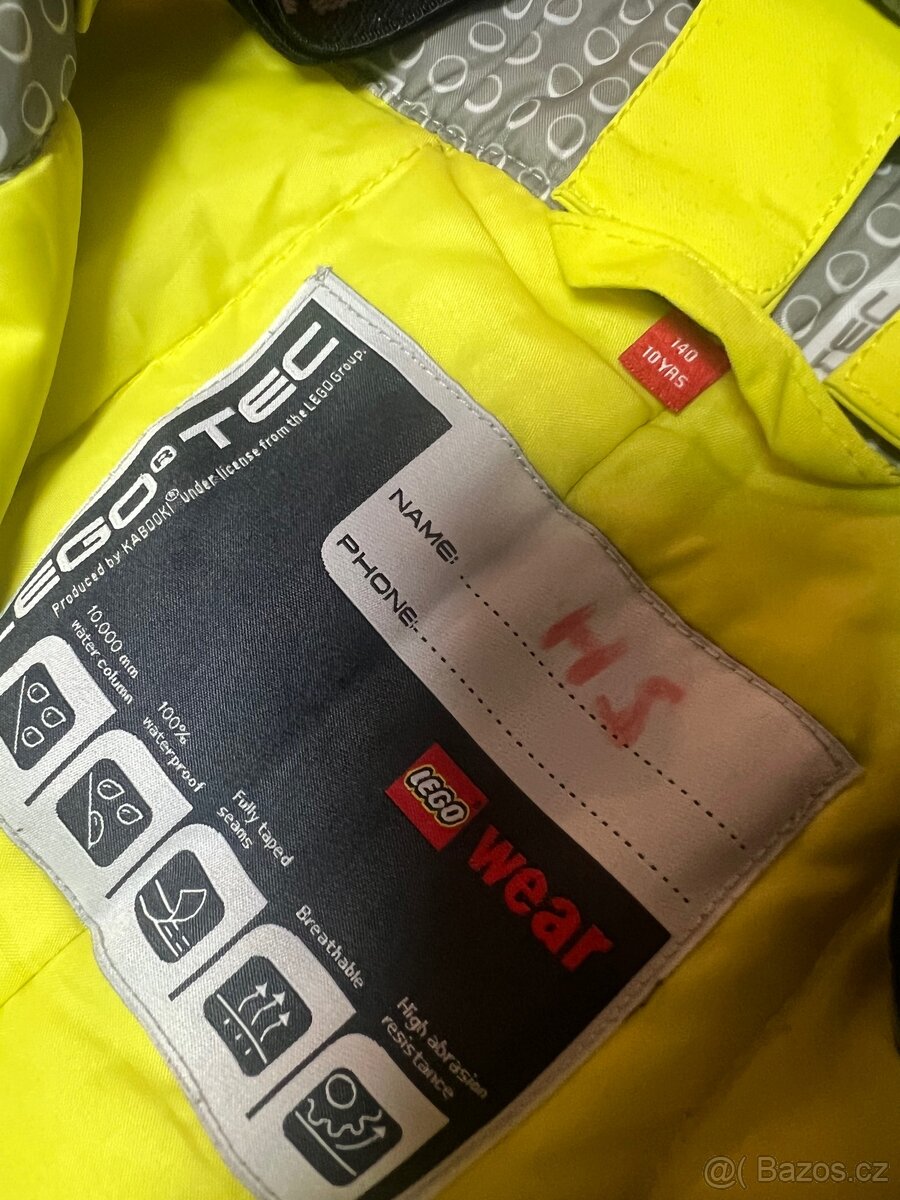 140
10YRS
LEGO® TEC
Produced by KABOOKI® under license from the LEGO Group.
NAME:
PHONE:
HS
10.000 mm
water column
100%
waterproof
Fully taped
seams
Breathable
High abrasion
resistance
LEGO
wear
@( Bazos.cz